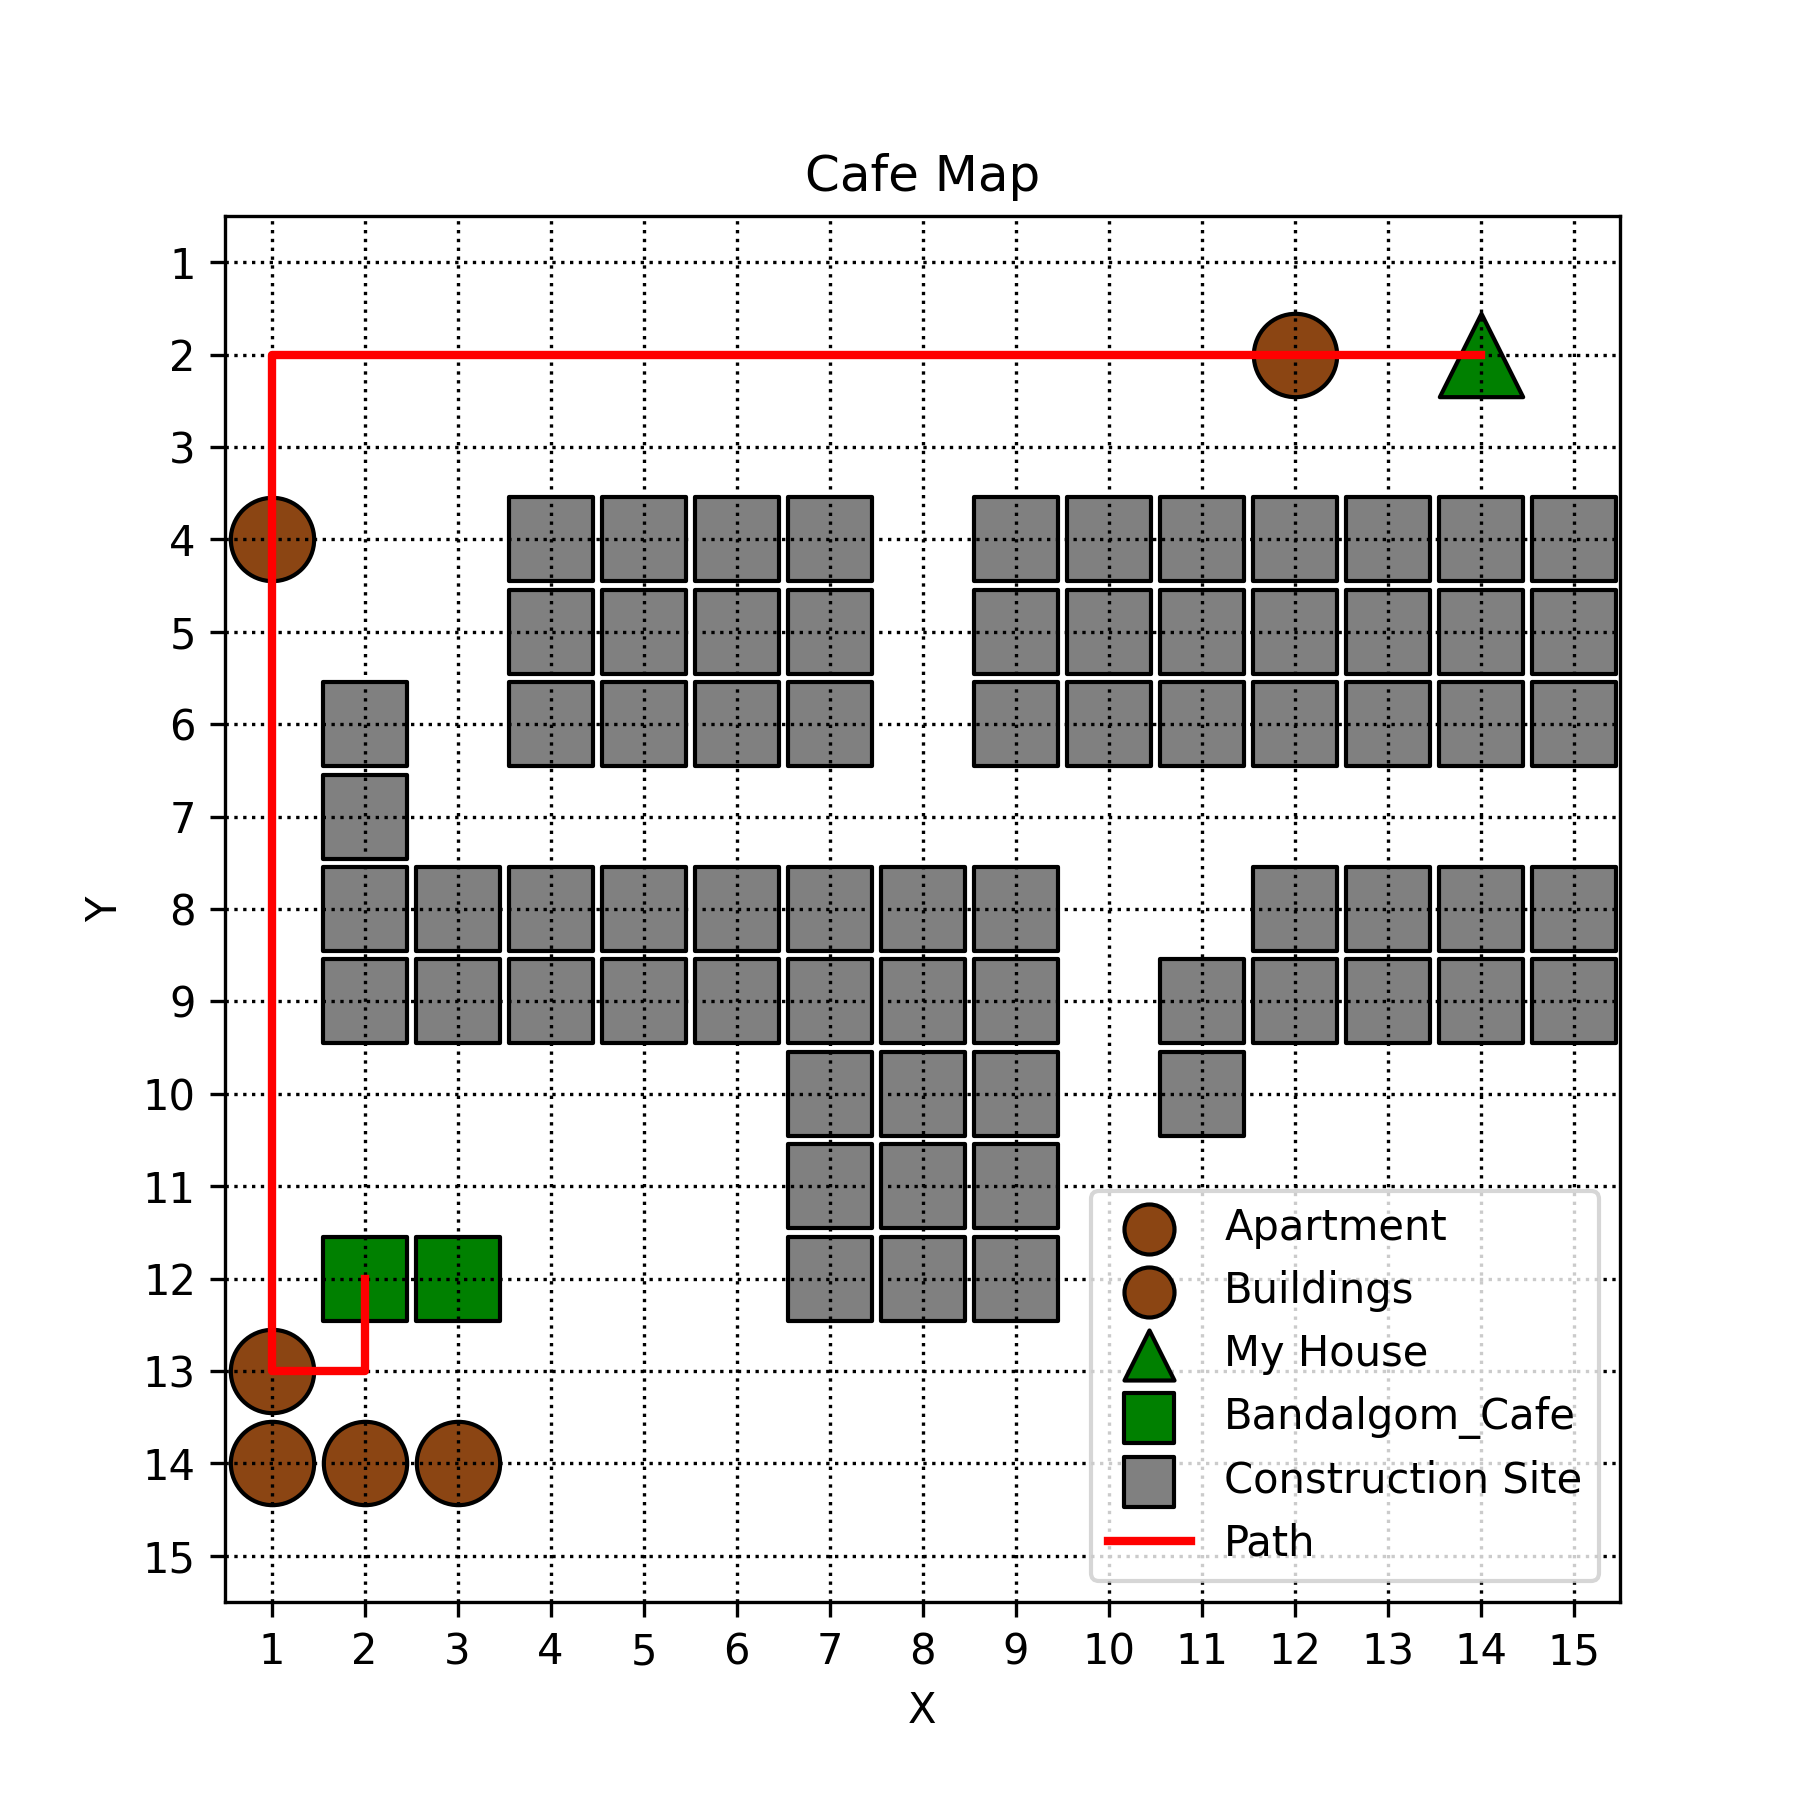 Cafe Map
1
2
3
4
5
6
7
8
9
10
11
12
13
14
15
Y
Apartment
Buildings
My House
Bandalgom_Cafe
Construction Site
Path
1 2 3 4 5 6 7 8 9 10 11 12 13 14 15
X